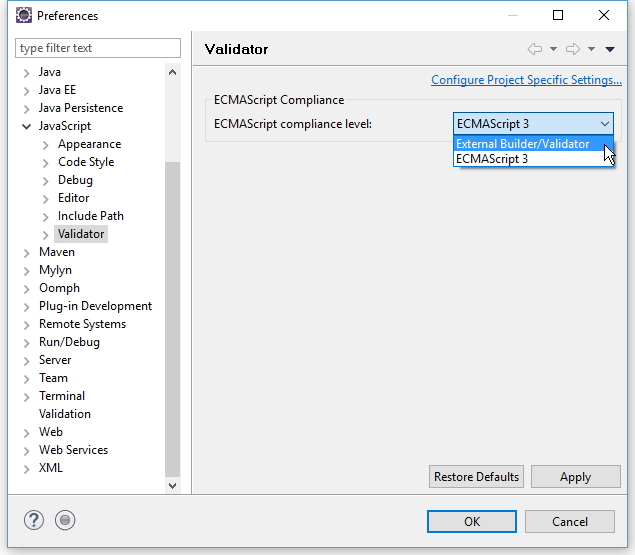 Preferences
type filter text
Java
Java EE
Java Persistence
JavaScript
Appearance
Code Style
Debug
Editor
Include Path
Validator
Maven
Mylyn
Oomph
Plug-in Development
Remote Systems
Run/Debug
Server
Team
Terminal
Validation
Web
Web Services
XML
Validator
Configure Project Specific Settings...
ECMAScript Compliance
ECMAScript compliance level:
ECMAScript 3
External Builder/Validator
ECMAScript 3
Restore Defaults
Apply
?
OK
Cancel